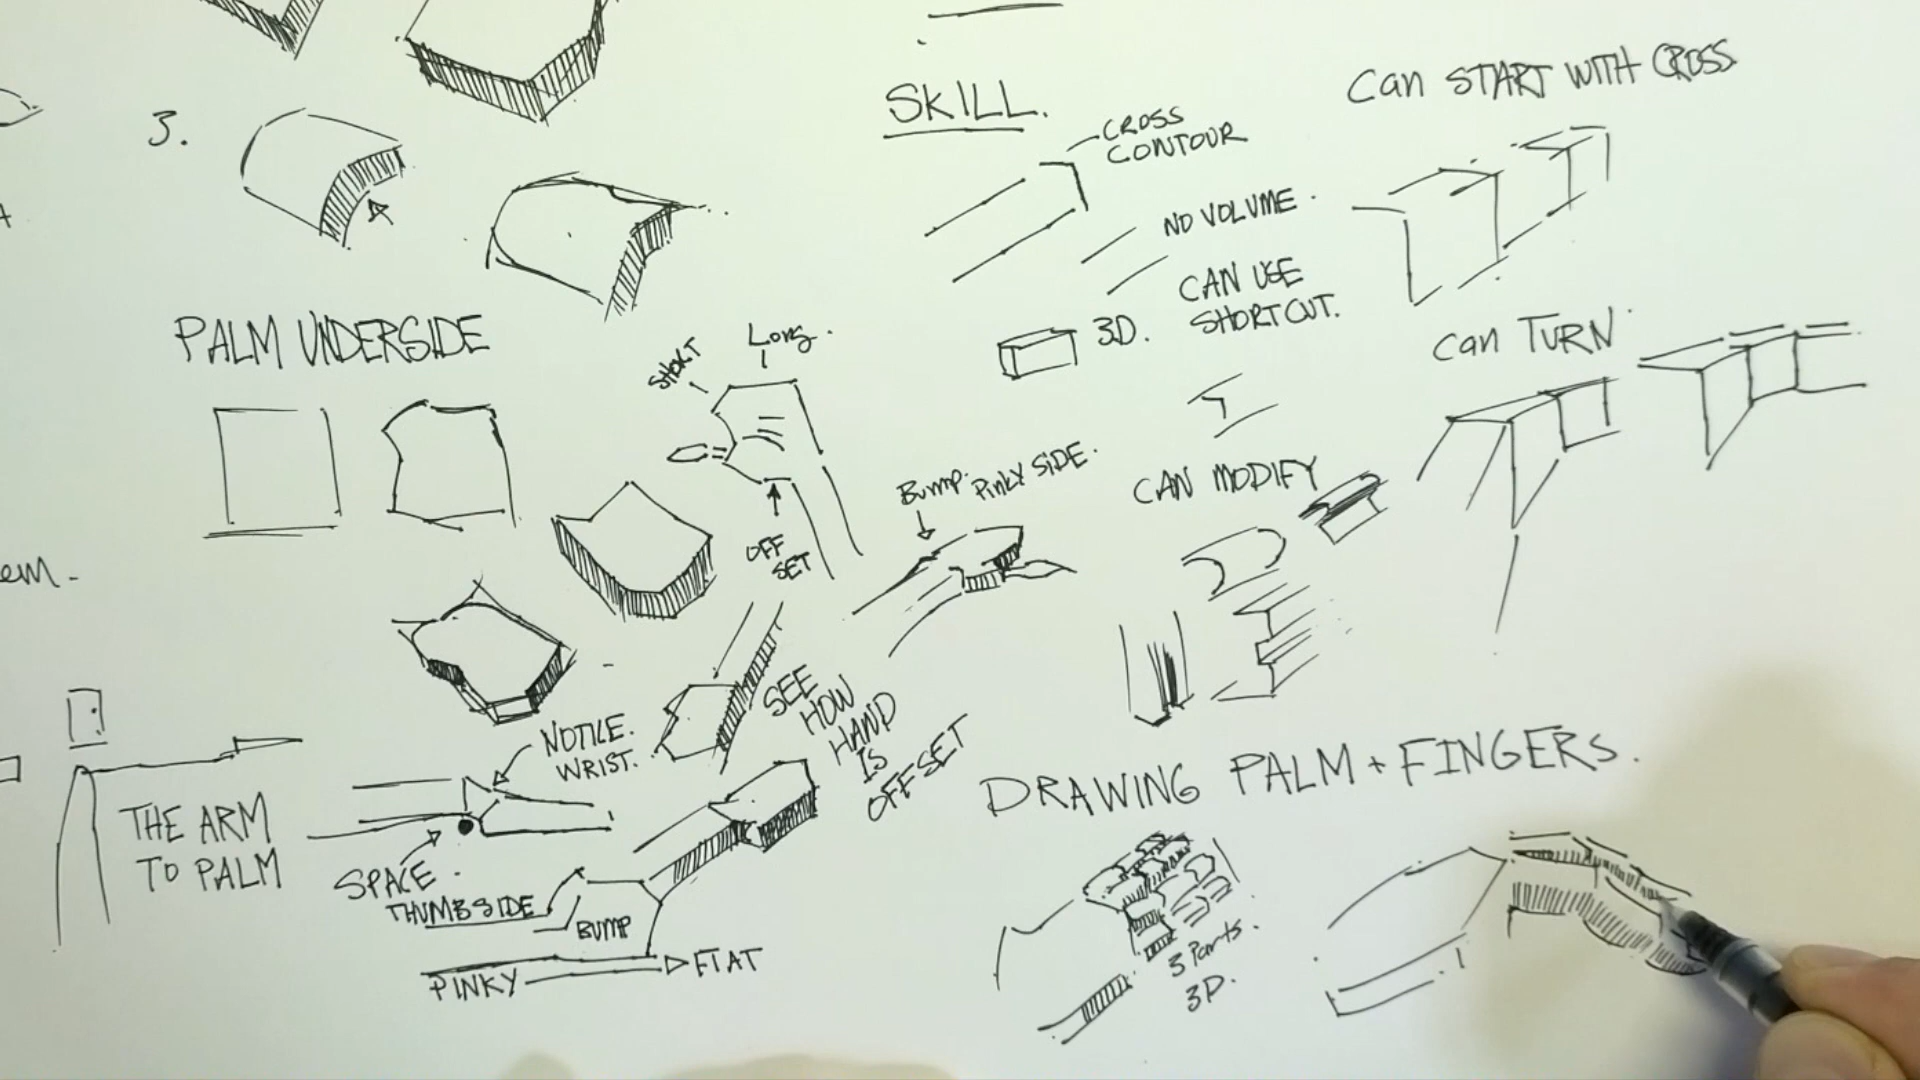 3.
PALM UNDERSIDE
SHORT
Long.
OFF
SET
em-
NOTICE.
WRIST.
SEE
HOW
HAND
IS
OFFSET
THE ARM
TO PALM
SPACE.
THUMBSIDE
BUMP
PINKY
FLAT
SKILL.
CROSS
CONTOUR
NO VOLUME.
CAN USE
SHORTCUT.
3D.
BUMP. PINKY SIDE.
CAN MODIFY
Can START WITH CROSS
Can TURN.
DRAWING PALM + FINGERS.
3 Parts.
3D.